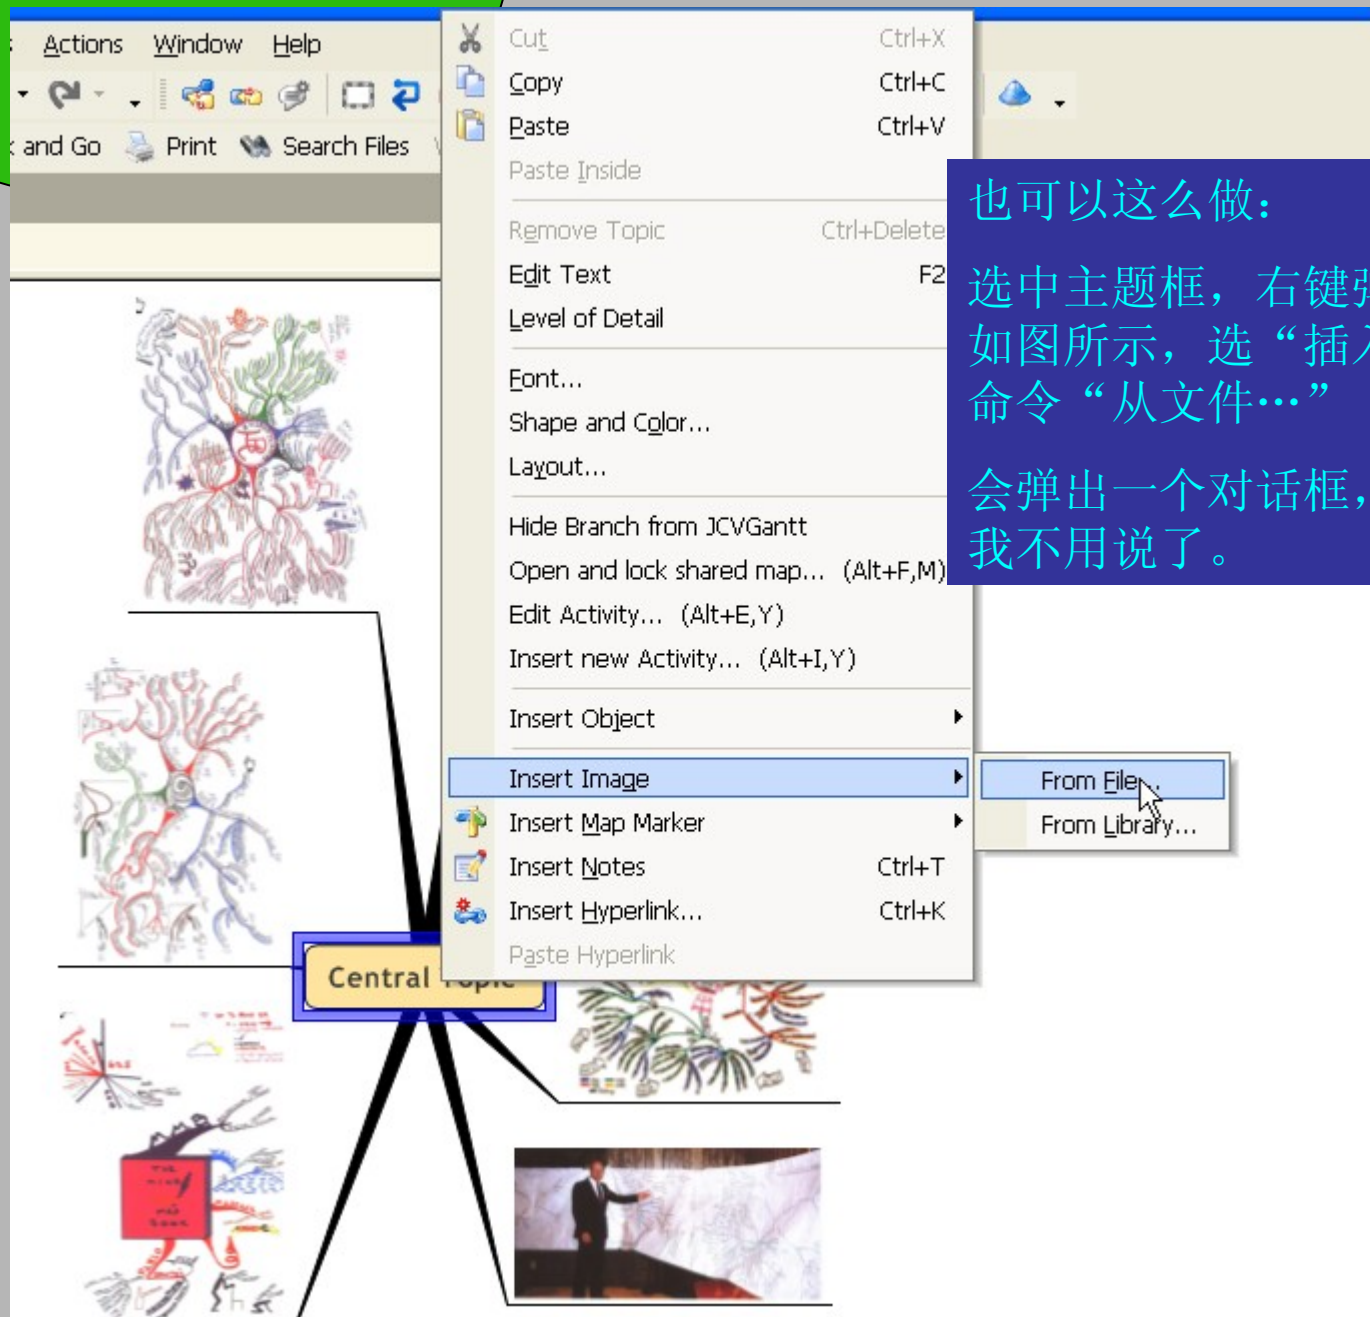 Actions Window Help
and Go Print Search Files
Cut Ctrl+X
Copy Ctrl+C
Paste Ctrl+V
Paste Inside
Remove Topic Ctrl+Delete
Edit Text F2
Level of Detail
Font...
Shape and Color...
Layout...
Hide Branch from JCVGantt
Open and lock shared map... (Alt+F,M)
Edit Activity... (Alt+E,Y)
Insert new Activity... (Alt+I,Y)
Insert Object
Insert Image
Insert Map Marker
Insert Notes Ctrl+T
Insert Hyperlink... Ctrl+K
Paste Hyperlink
From File...
From Library...
也可以这么做：
选中主题框，右键弹
如图所示，选“插入
命令“从文件…”
会弹出一个对话框，
我不用说了。
Central Topic